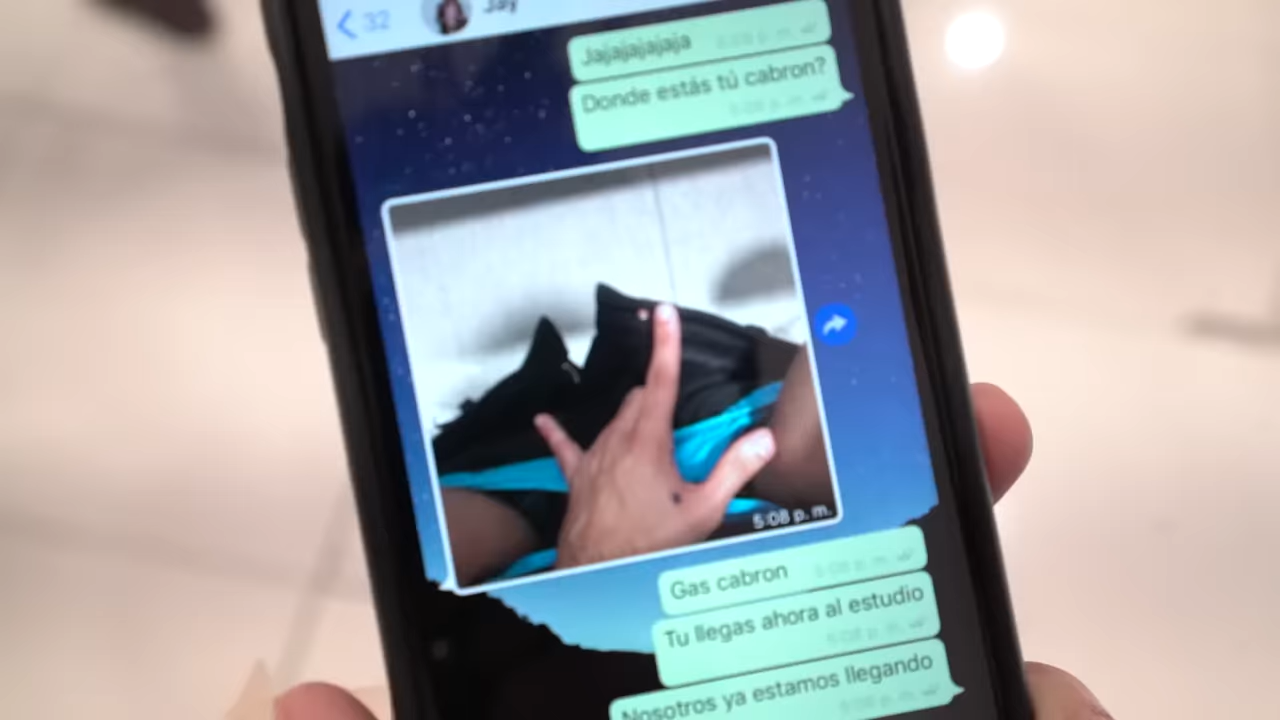 32
Jay
Jajajajajaja
Donde estás tú cabron?
5:08 p. m.
Gas cabron
Tu llegas ahora al estudio
Nosotros ya estamos llegando